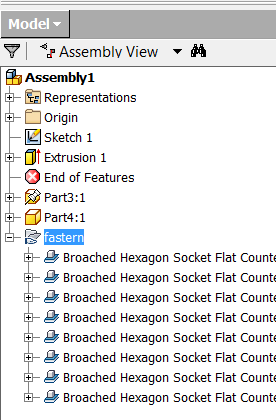 Model
Assembly View
Assembly1
Representations
Origin
Sketch 1
Extrusion 1
End of Features
Part3:1
Part4:1
fastern
Broached Hexagon Socket Flat Counte
Broached Hexagon Socket Flat Counte
Broached Hexagon Socket Flat Counte
Broached Hexagon Socket Flat Counte
Broached Hexagon Socket Flat Counte
Broached Hexagon Socket Flat Counte
Broached Hexagon Socket Flat Counte
Broached Hexagon Socket Flat Counte